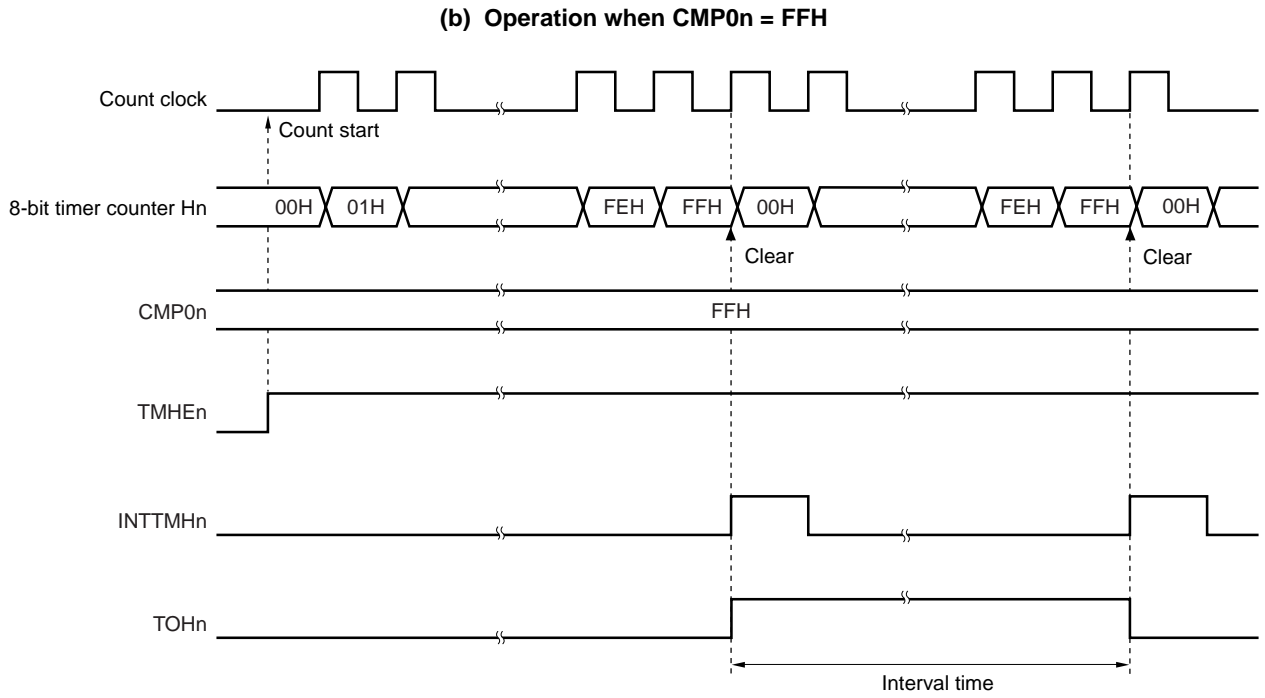 (b) Operation when CMP0n = FFH
Count clock
Count start
8-bit timer counter Hn
00H 01H FEH FFH 00H FEH FFH 00H
Clear Clear
CMP0n
FFH
TMHEn
INTTMHn
TOHn
Interval time